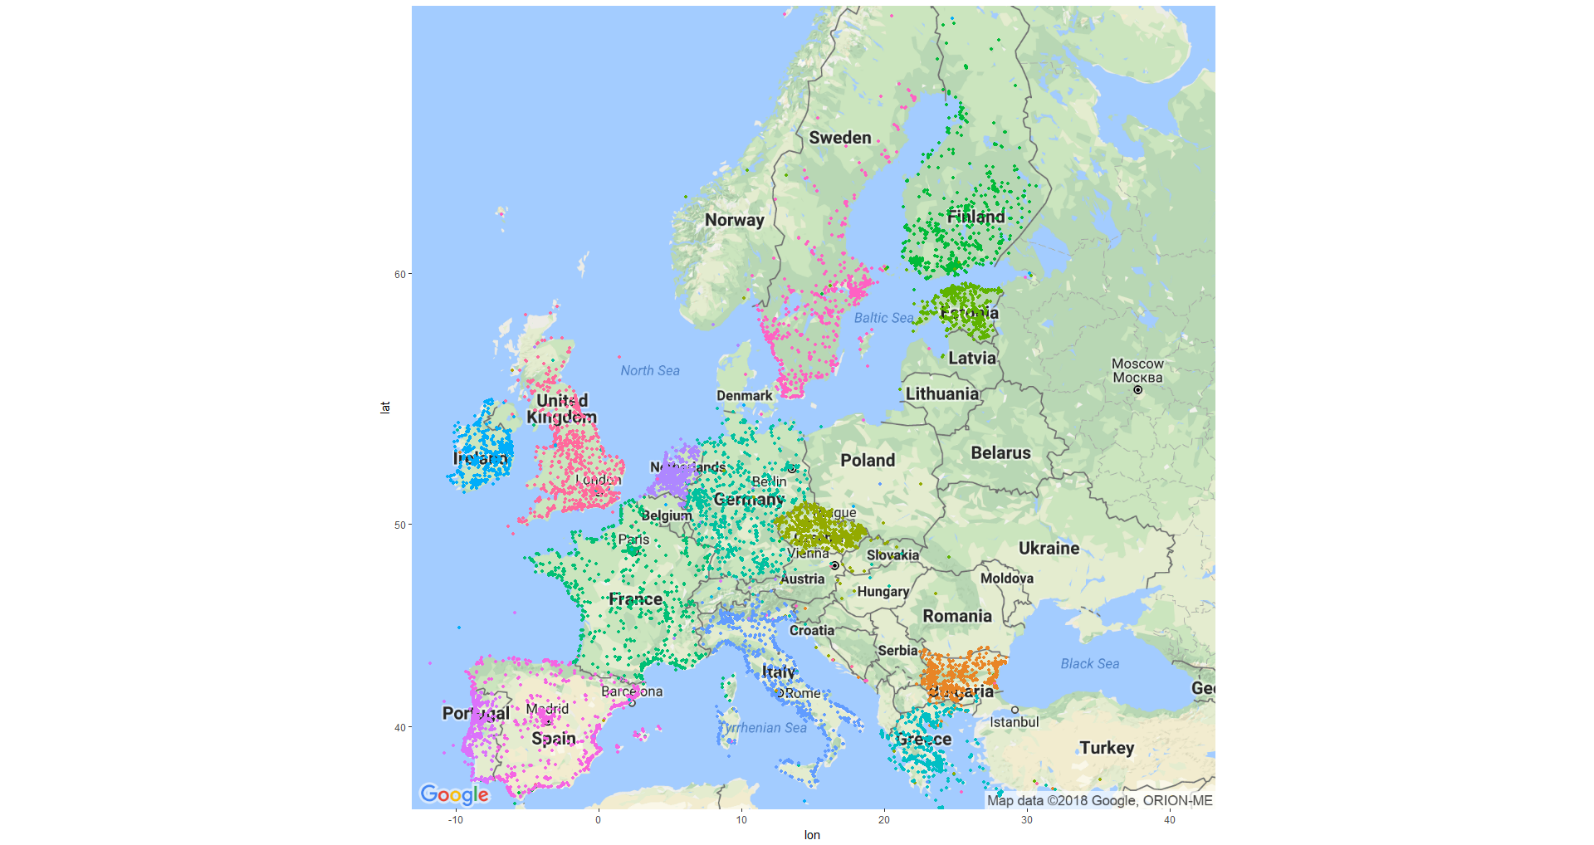 Sweden
Norway
Finland
60
Baltic Sea
Estonia
North Sea
Latvia
Moscow
Москва
Denmark
Lithuania
lat
United
Kingdom
Ireland
Belarus
Poland
Netherlands
London
Berlin
Germany
Belgium
50
Paris
Vienna
Slovakia
Ukraine
Austria
Moldova
Hungary
France
Romania
Croatia
Serbia
Black Sea
Italy
Barcelona
Rome
Bulgaria
Portugal
Madrid
Istanbul
40
Spain
Tyrrhenian Sea
Greece
Turkey
Google
Map data ©2018 Google, ORION-ME
-10
0
10
20
30
40
lon